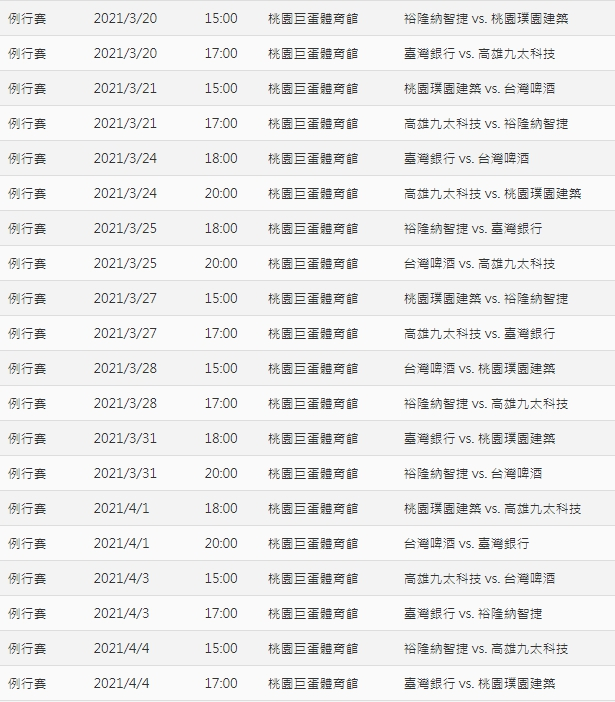 例行賽 2021/3/20 15:00 桃園巨蛋體育館 裕隆納智捷 vs. 桃園璞園建築
例行賽 2021/3/20 17:00 桃園巨蛋體育館 臺灣銀行 vs. 高雄九太科技
例行賽 2021/3/21 15:00 桃園巨蛋體育館 桃園璞園建築 vs. 台灣啤酒
例行賽 2021/3/21 17:00 桃園巨蛋體育館 高雄九太科技 vs. 裕隆納智捷
例行賽 2021/3/24 18:00 桃園巨蛋體育館 臺灣銀行 vs. 台灣啤酒
例行賽 2021/3/24 20:00 桃園巨蛋體育館 高雄九太科技 vs. 桃園璞園建築
例行賽 2021/3/25 18:00 桃園巨蛋體育館 裕隆納智捷 vs. 臺灣銀行
例行賽 2021/3/25 20:00 桃園巨蛋體育館 台灣啤酒 vs. 高雄九太科技
例行賽 2021/3/27 15:00 桃園巨蛋體育館 桃園璞園建築 vs. 裕隆納智捷
例行賽 2021/3/27 17:00 桃園巨蛋體育館 高雄九太科技 vs. 臺灣銀行
例行賽 2021/3/28 15:00 桃園巨蛋體育館 台灣啤酒 vs. 桃園璞園建築
例行賽 2021/3/28 17:00 桃園巨蛋體育館 裕隆納智捷 vs. 高雄九太科技
例行賽 2021/3/31 18:00 桃園巨蛋體育館 臺灣銀行 vs. 桃園璞園建築
例行賽 2021/3/31 20:00 桃園巨蛋體育館 裕隆納智捷 vs. 台灣啤酒
例行賽 2021/4/1 18:00 桃園巨蛋體育館 桃園璞園建築 vs. 高雄九太科技
例行賽 2021/4/1 20:00 桃園巨蛋體育館 台灣啤酒 vs. 臺灣銀行
例行賽 2021/4/3 15:00 桃園巨蛋體育館 高雄九太科技 vs. 台灣啤酒
例行賽 2021/4/3 17:00 桃園巨蛋體育館 臺灣銀行 vs. 裕隆納智捷
例行賽 2021/4/4 15:00 桃園巨蛋體育館 裕隆納智捷 vs. 高雄九太科技
例行賽 2021/4/4 17:00 桃園巨蛋體育館 臺灣銀行 vs. 桃園璞園建築